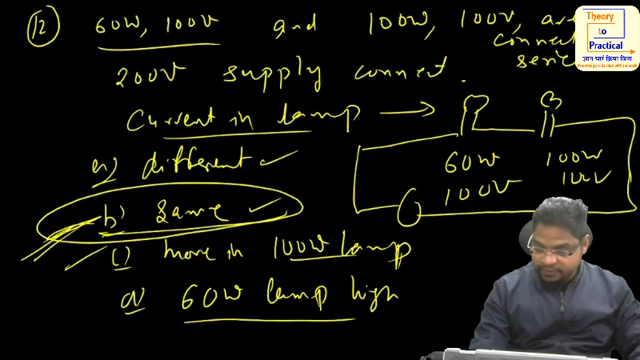 (12) 60W, 100V and 100W, 100V, are
connect
series
200V supply connect.
Current in lamp →
a) different ✓
b) Same ✓
c) more in 100W lamp
d) 60W lamp high
60W
100V
100W
100V
Theory
to
Practical